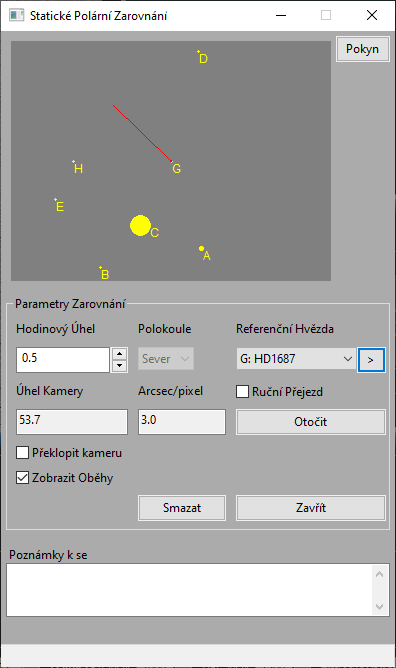 Statické Polární Zarovnání
Pokyn
D
H
G
E
C
A
B
Parametry Zarovnání
Hodinový Úhel
Polokoule
Referenční Hvězda
0.5
Sever
G: HD1687
>
Úhel Kamery
Arcsec/pixel
Ruční Přejezd
53.7
3.0
Otočit
Překlopit kameru
Zobrazit Oběhy
Smazat
Zavřít
Poznámky k se